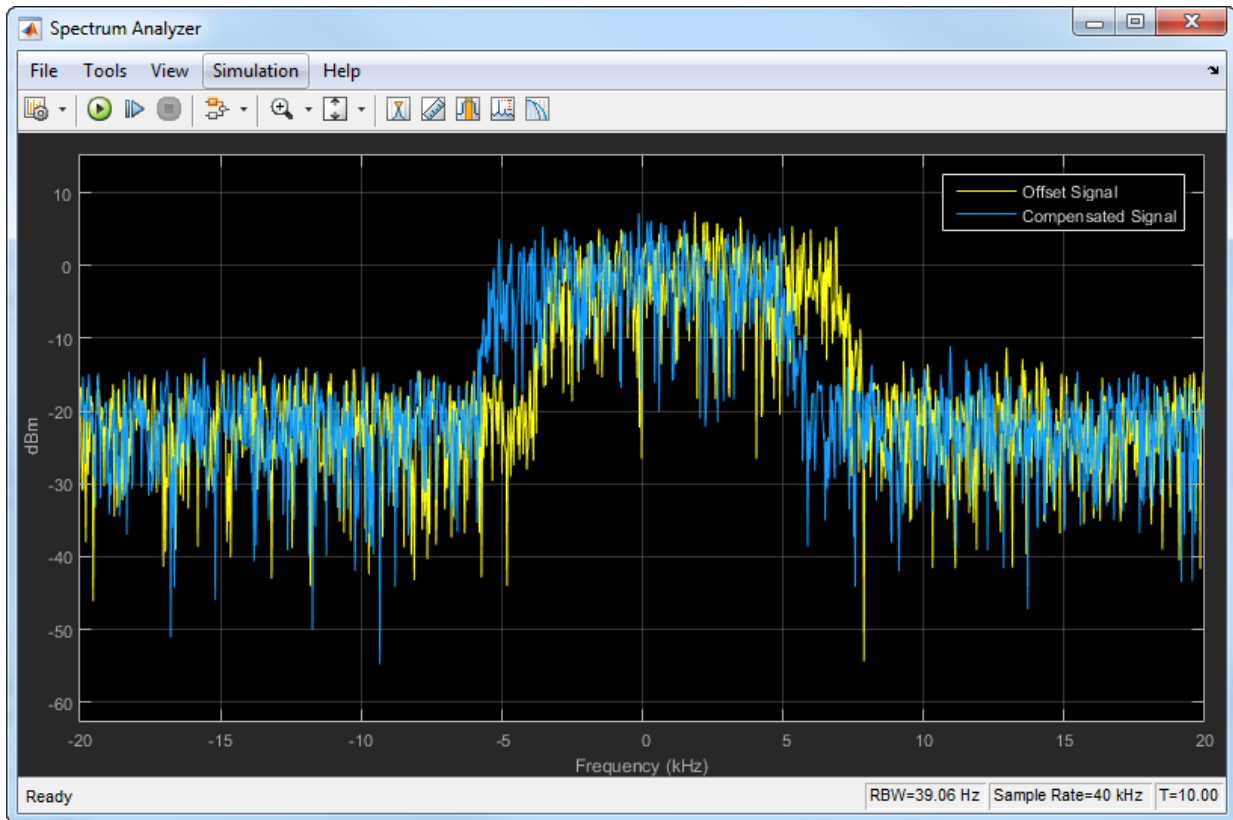 Spectrum Analyzer
File Tools View Simulation Help
Offset Signal
Compensated Signal
10
0
-10
-20
-30
-40
-50
-60
dBm
-20 -15 -10 -5 0 5 10 15 20
Frequency (kHz)
Ready RBW=39.06 Hz Sample Rate=40 kHz T=10.00